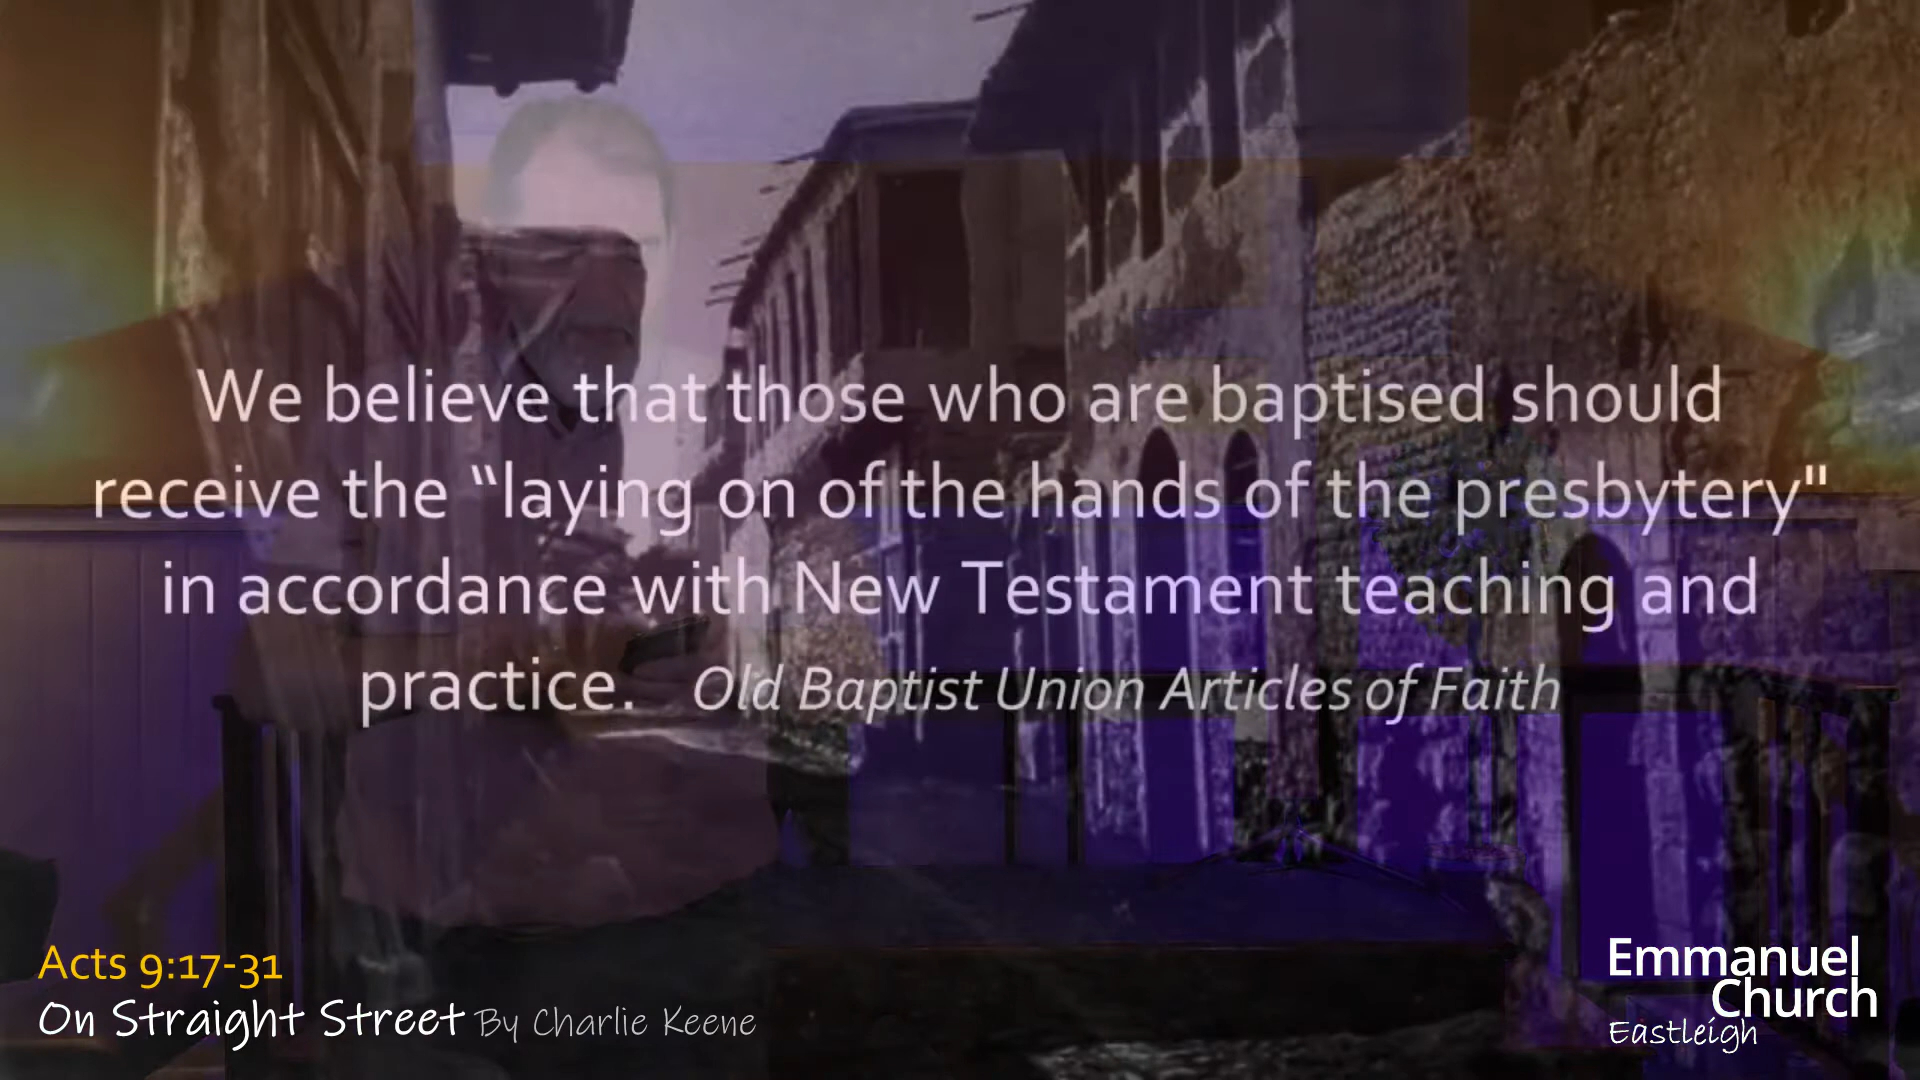 We believe that those who are baptised should
receive the “laying on of the hands of the presbytery"
in accordance with New Testament teaching and
practice. Old Baptist Union Articles of Faith
Acts 9:17-31
On Straight Street By Charlie Keene
Emmanuel
Church
Eastleigh